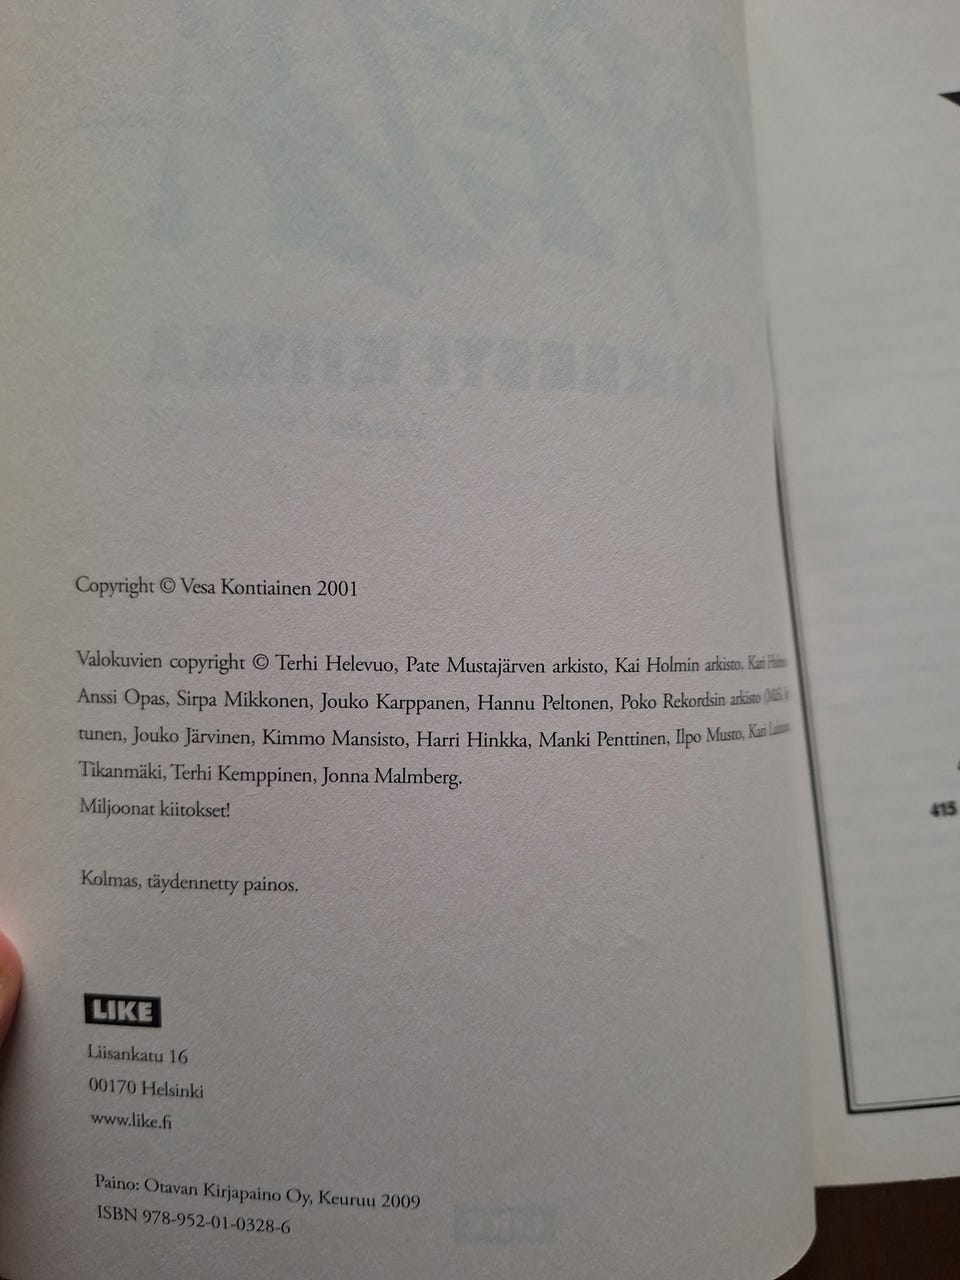 Copyright © Vesa Kontiainen 2001
Valokuvien copyright © Terhi Helevuo, Pate Mustajärven arkisto, Kai Holmin arkisto, Kari
Anssi Opas, Sirpa Mikkonen, Jouko Karppanen, Hannu Peltonen, Poko Rekordsin arkisto
tunen, Jouko Järvinen, Kimmo Mansisto, Harri Hinkka, Manki Penttinen, Ilpo Musto, Kari
Tikanmäki, Terhi Kemppinen, Jonna Malmberg.
Miljoonat kiitokset!
Kolmas, täydennetty painos.
LIKE
Liisankatu 16
00170 Helsinki
www.like.fi
Paino: Otavan Kirjapaino Oy, Keuruu 2009
ISBN 978-952-01-0328-6
415